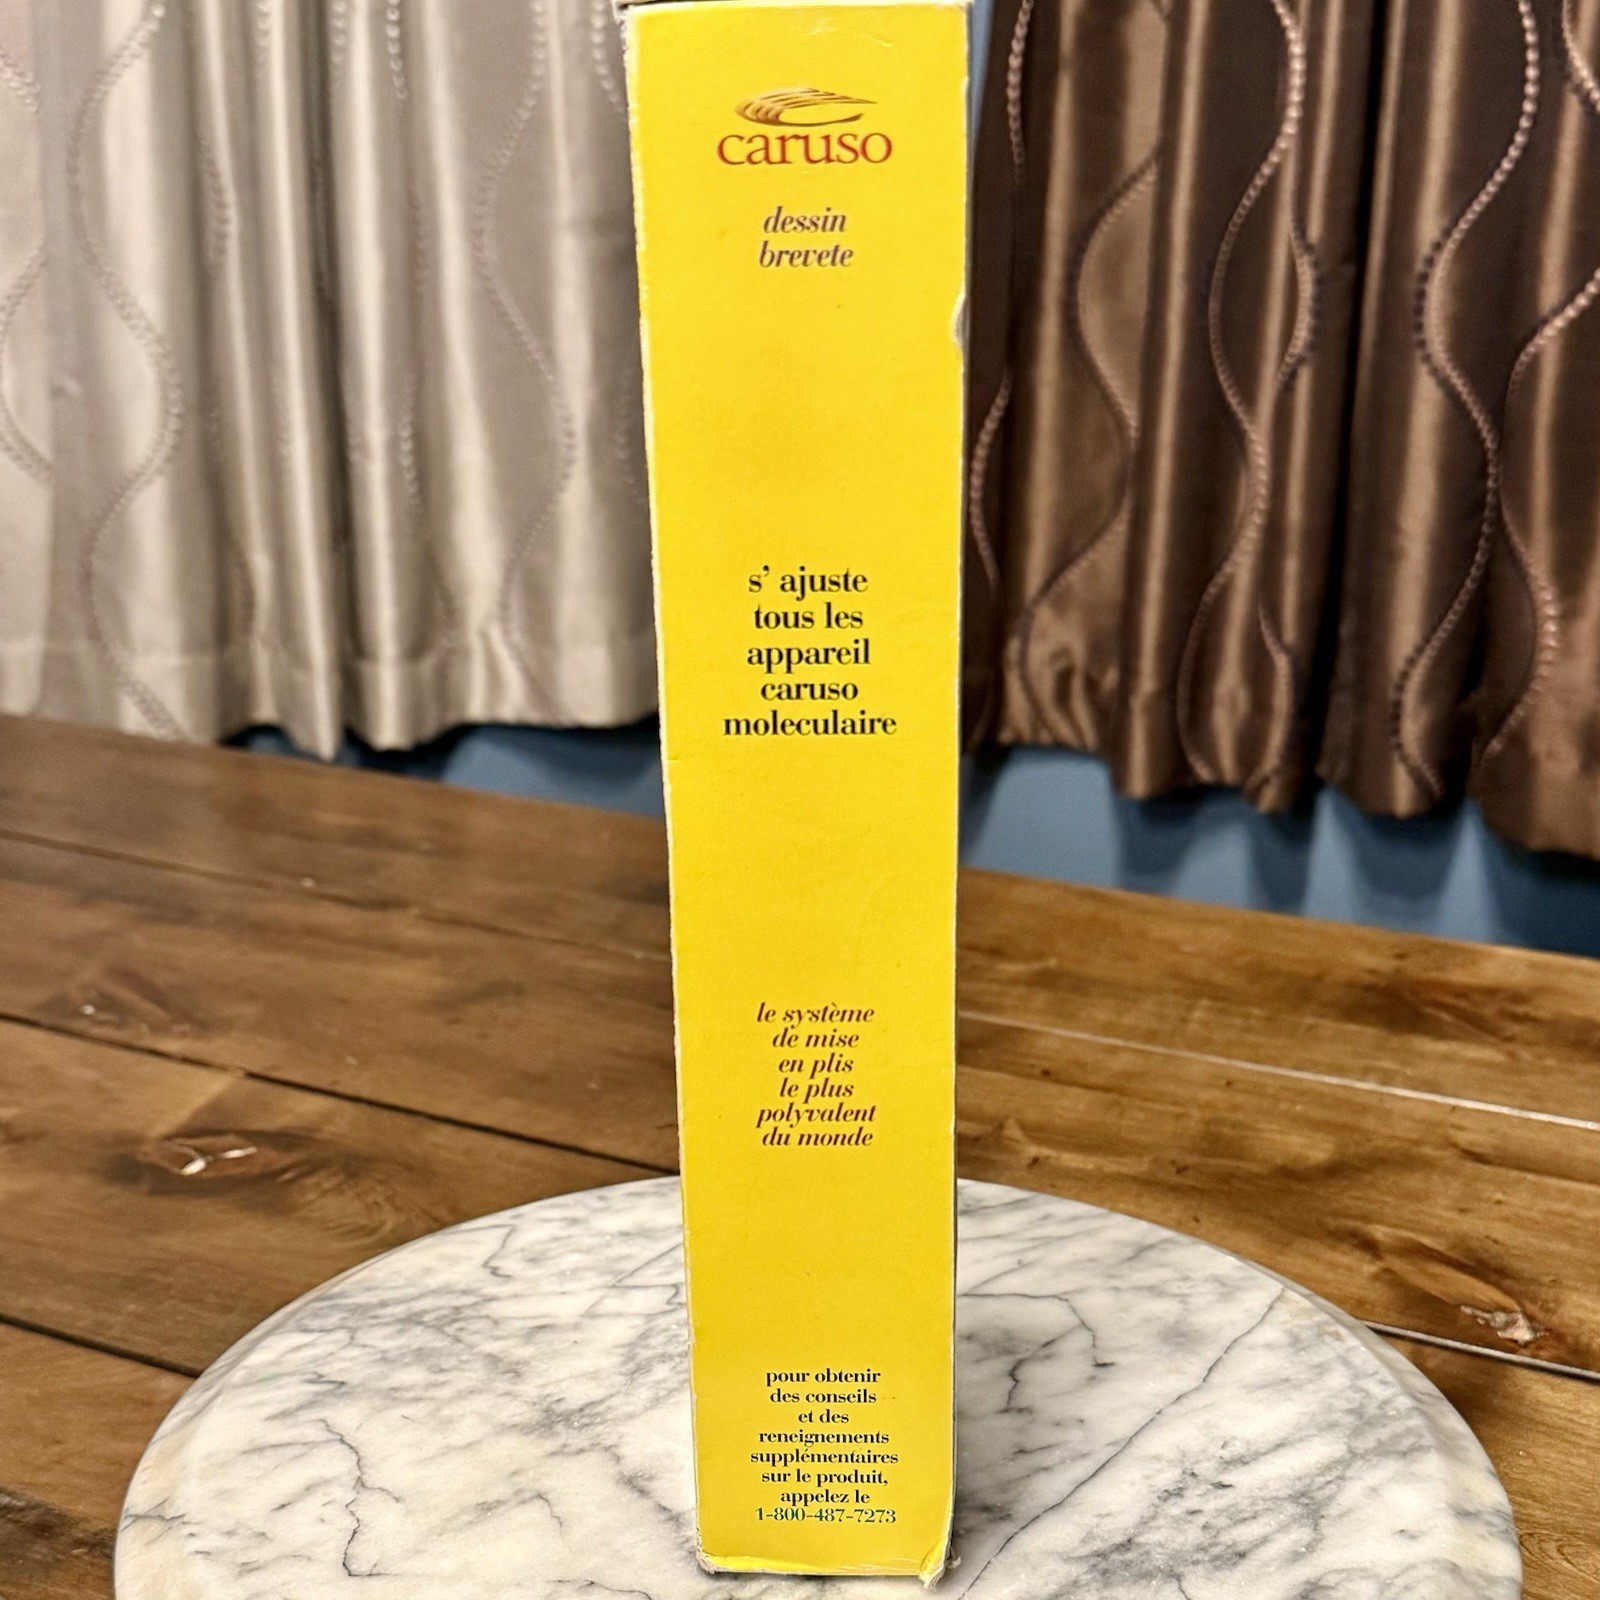 caruso
dessin
brevete
s' ajuste
tous les
appareil
caruso
moleculaire
le système
de mise
en plis
le plus
polyvalent
du monde
pour obtenir
des conseils
et des
reneignements
supplémentaires
sur le produit,
appelez le
1-800-487-7273